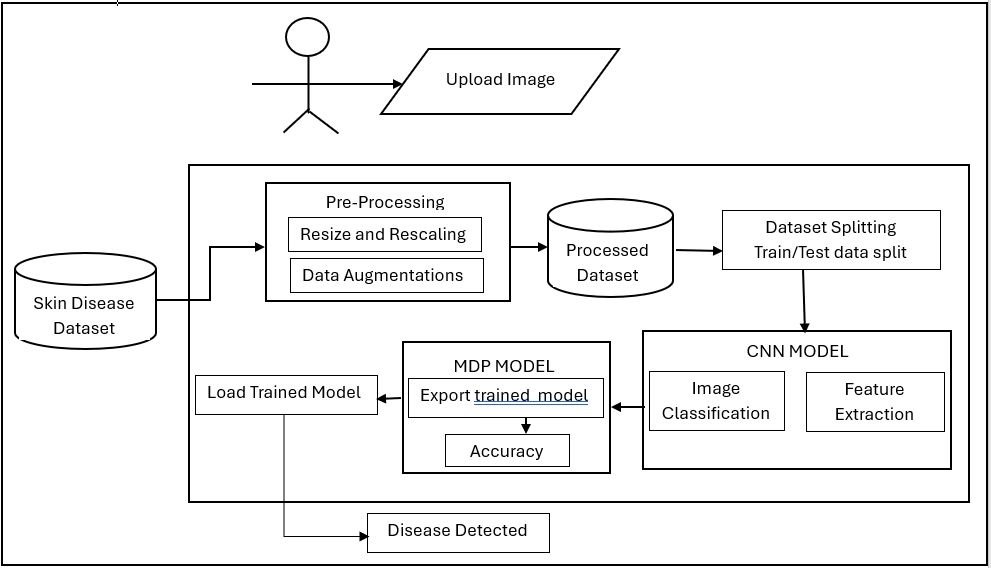 Upload Image
Pre-Processing
Resize and Rescaling
Data Augmentations
Processed
Dataset
Dataset Splitting
Train/Test data split
Skin Disease
Dataset
CNN MODEL
Image
Classification
Feature
Extraction
MDP MODEL
Export trained_model
Accuracy
Load Trained Model
Disease Detected